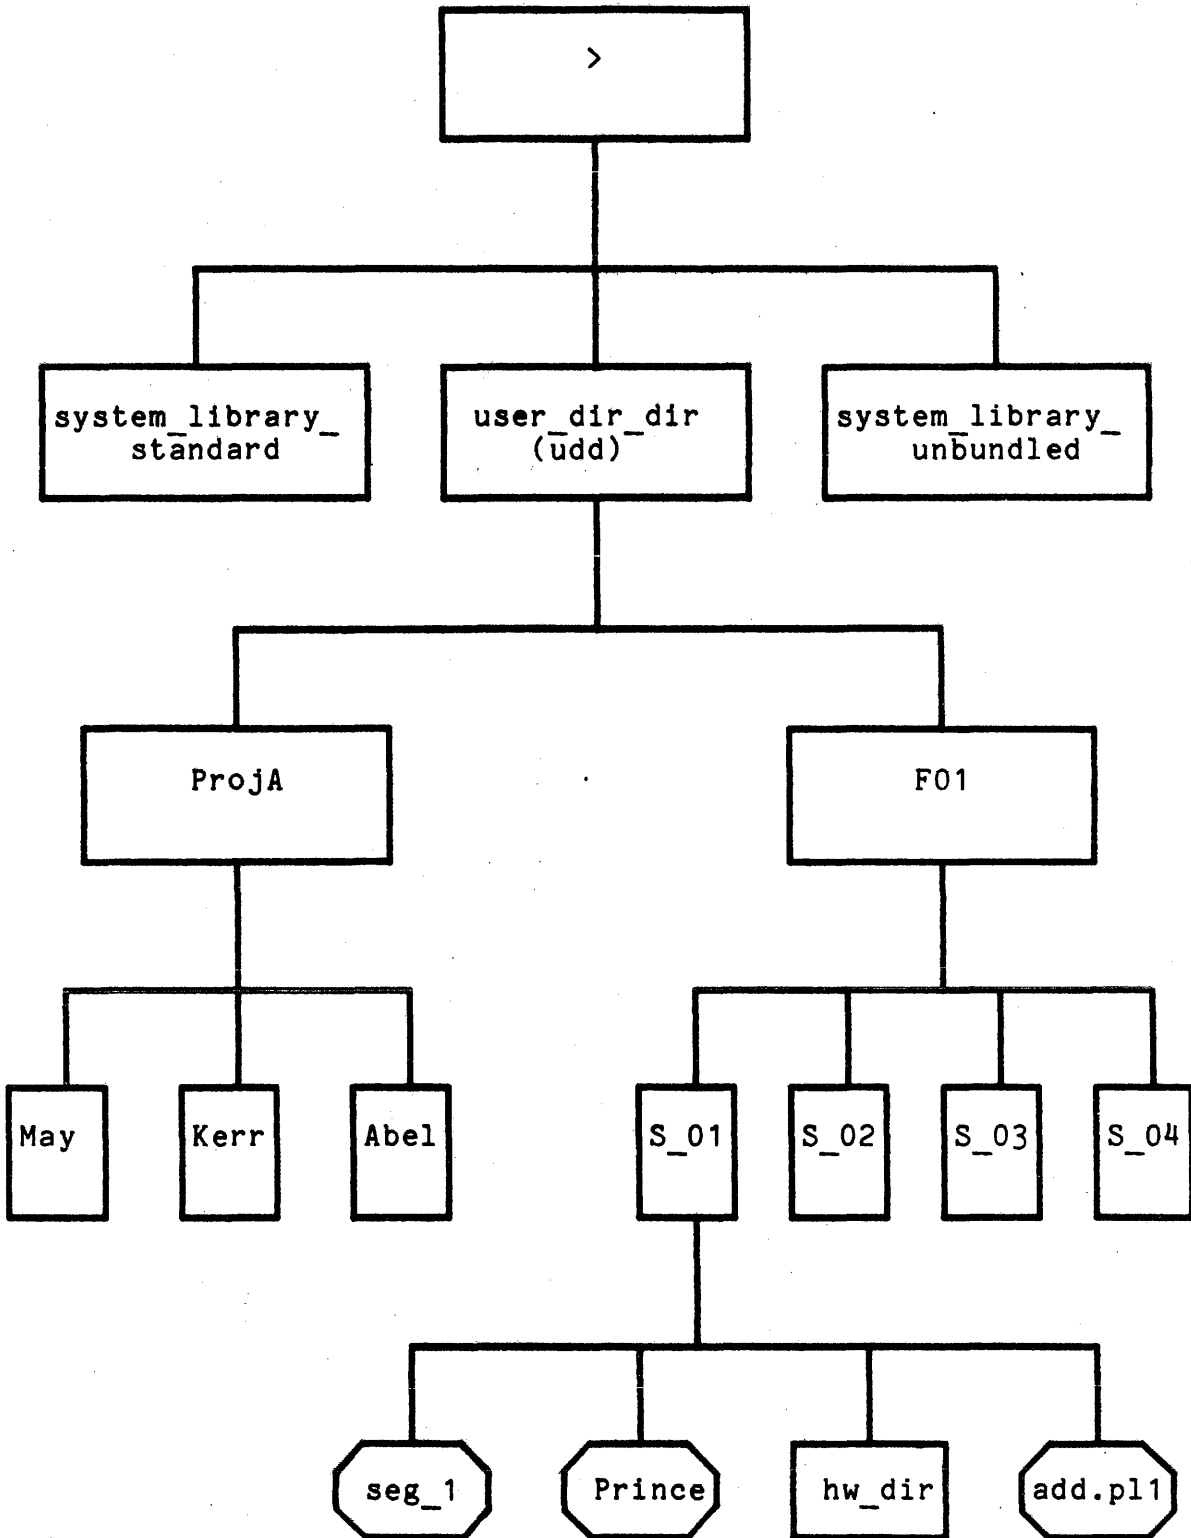 >
system_library_
standard
user_dir_dir
(udd)
system_library_
unbundled
ProjA
F01
May
Kerr
Abel
S_01
S_02
S_03
S_04
seg_1
Prince
hw_dir
add.pl1